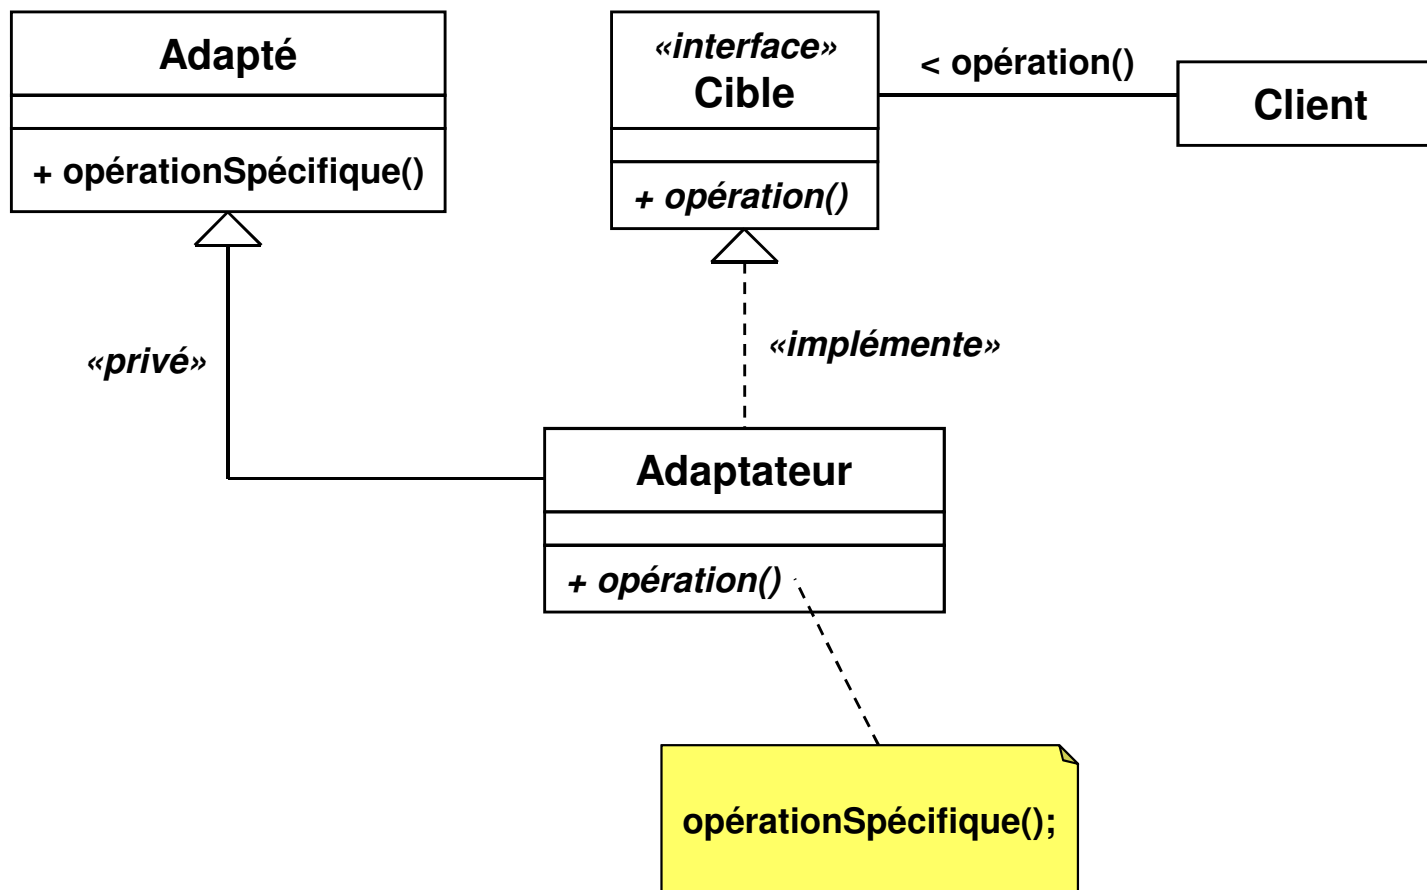 Adapté
+ opérationSpécifique()
«interface»
Cible
+ opération()
< opération()
Client
«privé»
«implémente»
Adaptateur
+ opération()
opérationSpécifique();